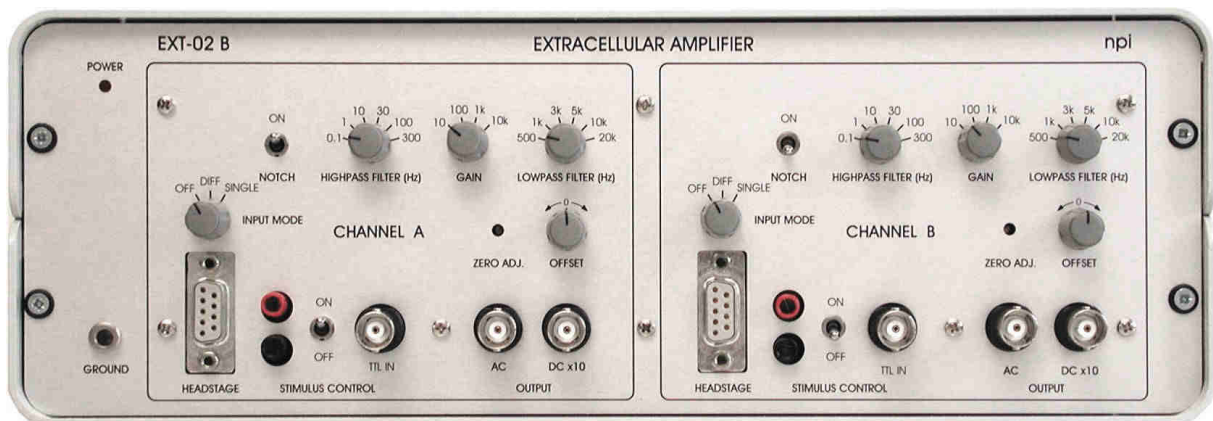 EXT-02 B EXTRACELLULAR AMPLIFIER npi
POWER
ON
NOTCH
0.1 1 10 30 100 300
HIGHPASS FILTER (Hz)
10 100 1k 10k
GAIN
500 1k 3k 5k 10k 20k
LOWPASS FILTER (Hz)
OFF DIFF SINGLE
INPUT MODE
CHANNEL A
ZERO ADJ.
0
OFFSET
HEADSTAGE
ON
OFF
STIMULUS CONTROL
TTL IN
AC
DC x10
OUTPUT
GROUND
ON
NOTCH
0.1 1 10 30 100 300
HIGHPASS FILTER (Hz)
10 100 1k 10k
GAIN
500 1k 3k 5k 10k 20k
LOWPASS FILTER (Hz)
OFF DIFF SINGLE
INPUT MODE
CHANNEL B
ZERO ADJ.
0
OFFSET
HEADSTAGE
ON
OFF
STIMULUS CONTROL
TTL IN
AC
DC x10
OUTPUT